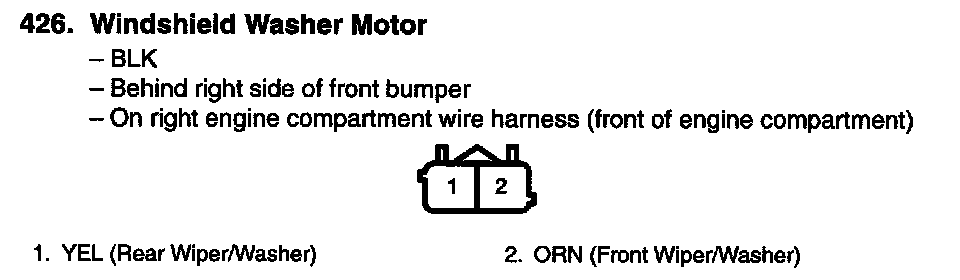 426. Windshield Washer Motor
– BLK
– Behind right side of front bumper
– On right engine compartment wire harness (front of engine compartment)
1 2
1. YEL (Rear Wiper/Washer) 2. ORN (Front Wiper/Washer)